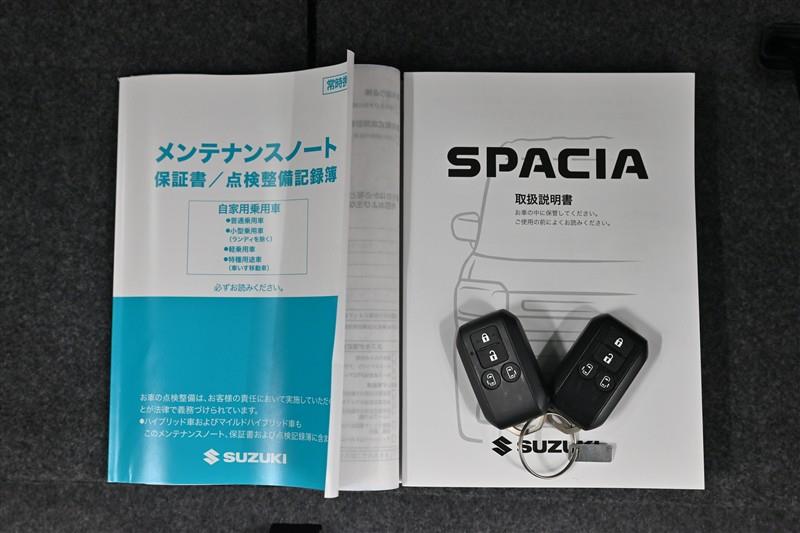 常時携
メンテナンスノート
保証書／点検整備記録簿
自家用乗用車
●普通乗用車
●小型乗用車
（ランディを除く）
●軽乗用車
●特種用途車
（車いす移動車）
必ずお読みください。
お車の点検整備は、お客様の責任において実施していただくこ
とが法律で義務づけられています。
●ハイブリッド車およびマイルドハイブリッド車も
このメンテナンスノート、保証書および点検記録簿に含ま
SUZUKI
SPACIA
取扱説明書
お車の中に保管してください。
ご使用の前によくお読みください。
SUZUKI